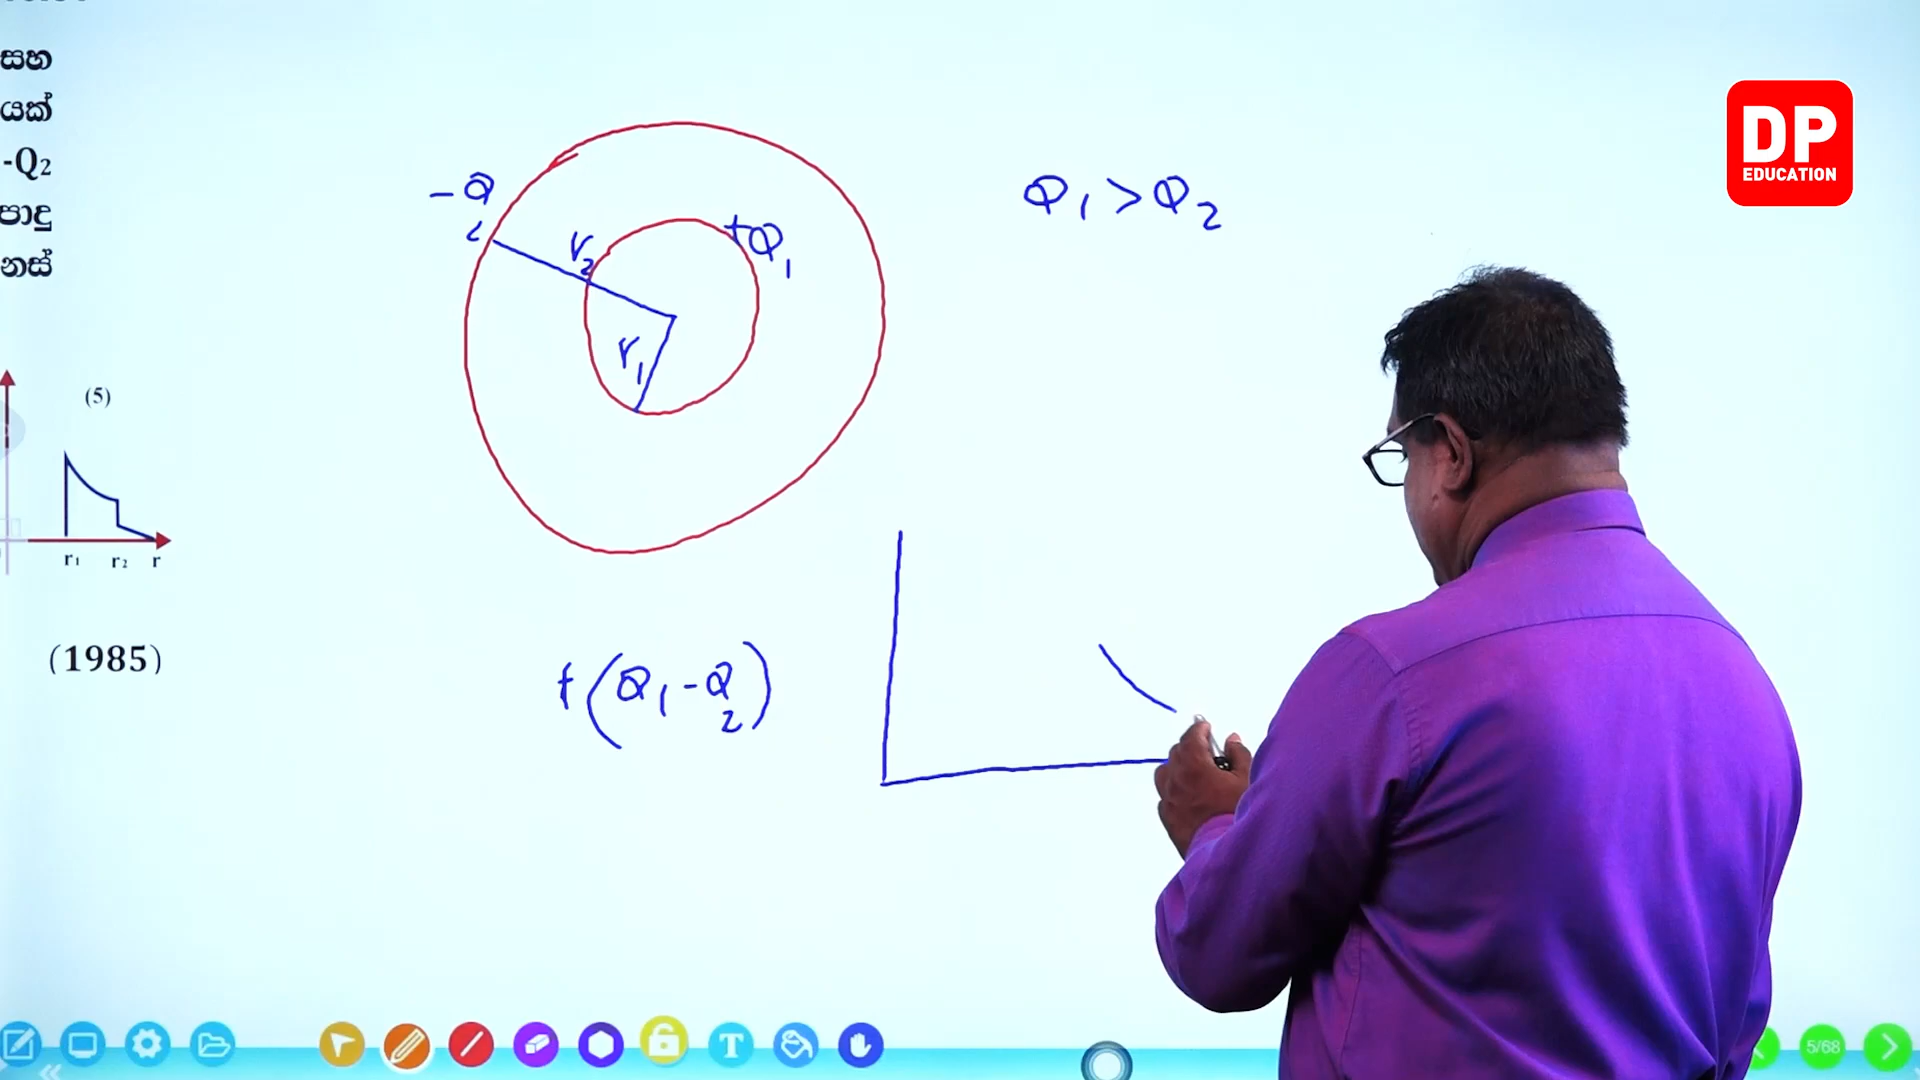 සහ
යක්
-Q₂
පාදු
නස්
(5)
r₁ r₂ r
(1985)
-Q₂
r₂
+Q₁
r₁
Q₁ > Q₂
+(Q₁ - Q₂)
DP
EDUCATION
T
5/68